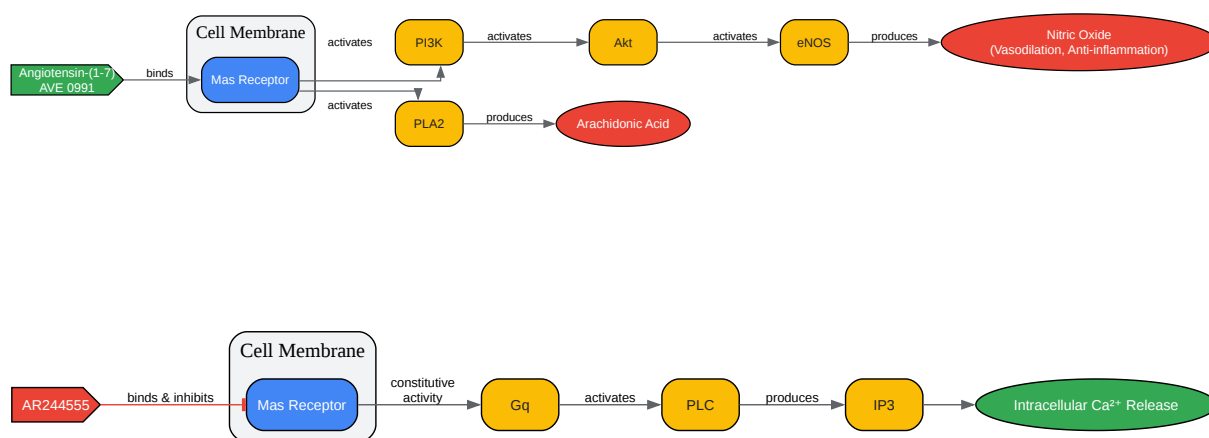 Cell Membrane
Angiotensin-(1-7)
AVE 0991
binds
Mas Receptor
activates
PI3K
activates
Akt
activates
eNOS
produces
Nitric Oxide
(Vasodilation, Anti-inflammation)
activates
PLA2
produces
Arachidonic Acid
Cell Membrane
AR244555
binds & inhibits
Mas Receptor
constitutive
activity
Gq
activates
PLC
produces
IP3
Intracellular Ca²⁺ Release